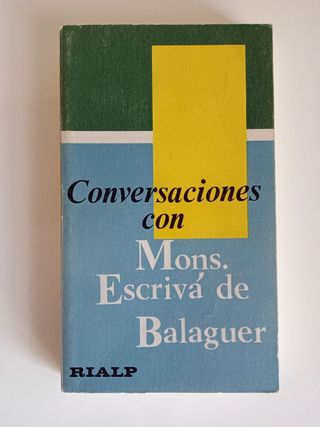 Conversaciones
con
Mons.
Escrivá de
Balaguer
RIALP